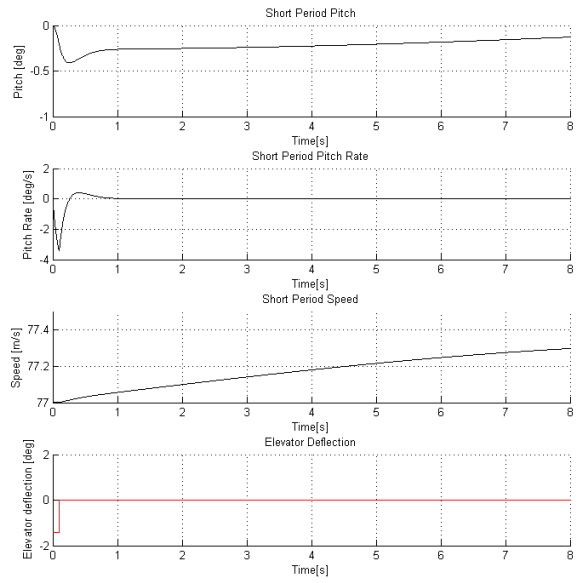 Short Period Pitch
0
-0.5
-1
Pitch [deg]
0 1 2 3 4 5 6 7 8
Time[s]
Short Period Pitch Rate
2
0
-2
-4
Pitch Rate [deg/s]
0 1 2 3 4 5 6 7 8
Time[s]
Short Period Speed
77.4
77.2
77
Speed [m/s]
0 1 2 3 4 5 6 7 8
Time[s]
Elevator Deflection
2
0
-2
Elevator deflection [deg]
0 1 2 3 4 5 6 7 8
Time[s]